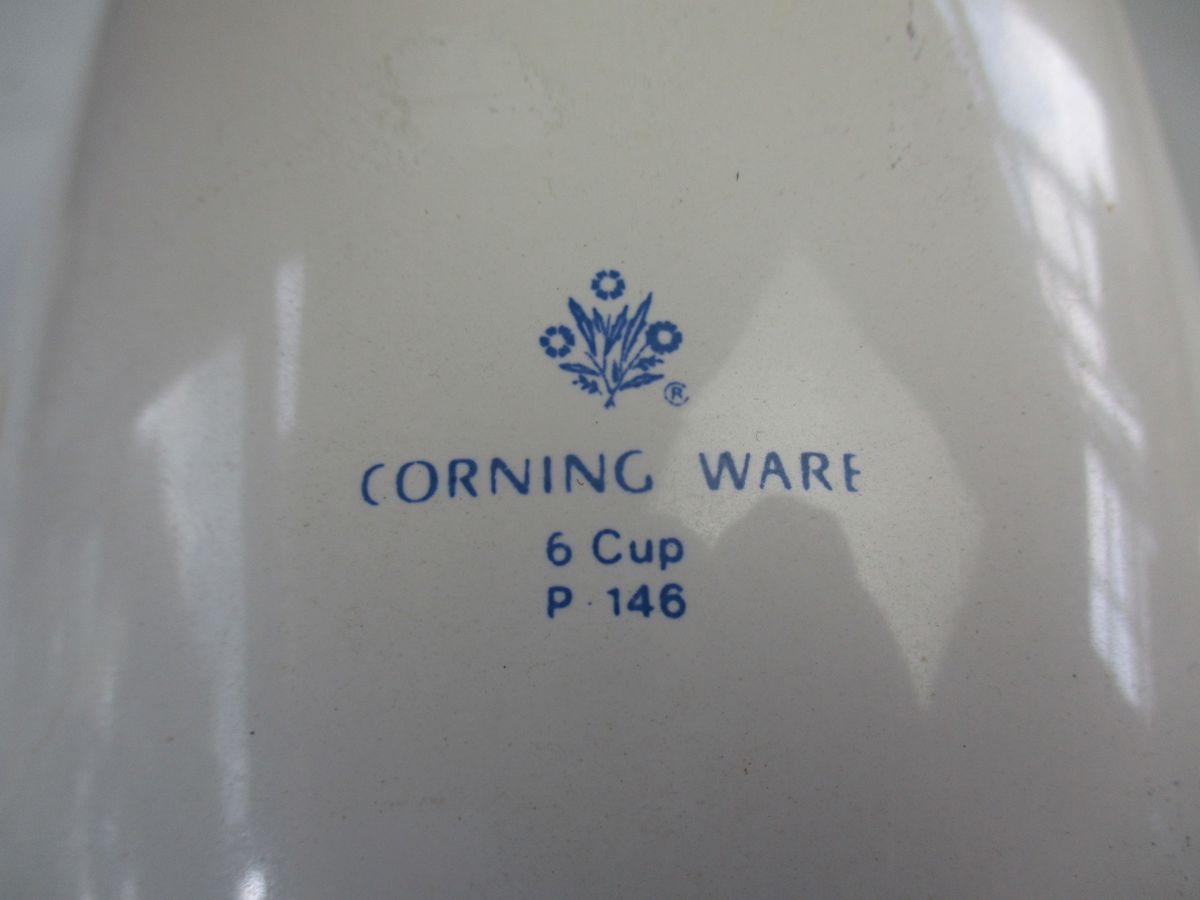 ®
CORNING WARE
6 Cup
P · 146